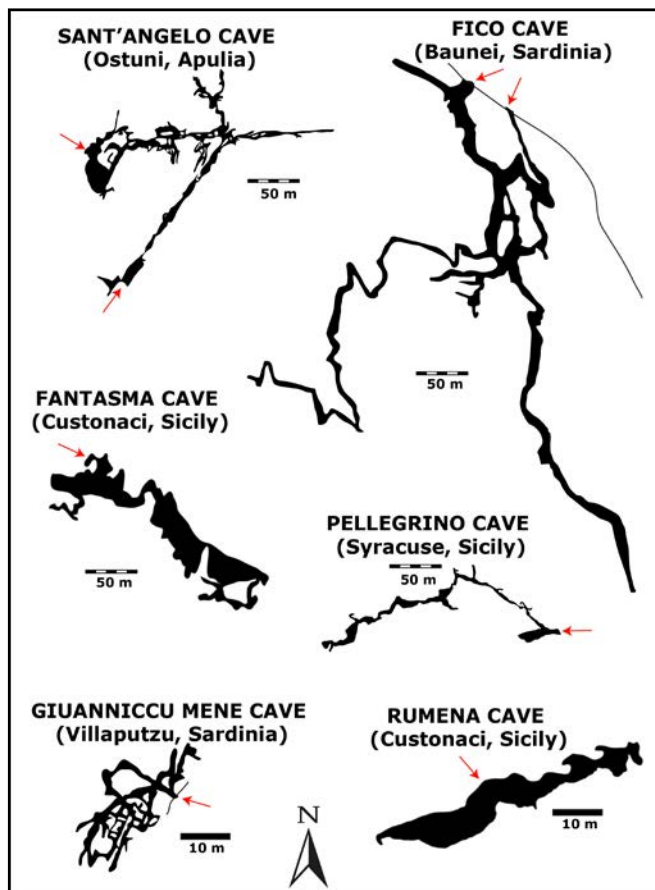 SANT'ANGELO CAVE
(Ostuni, Apulia)
50 m
FICO CAVE
(Baunei, Sardinia)
50 m
FANTASMA CAVE
(Custonaci, Sicily)
50 m
PELLEGRINO CAVE
(Syracuse, Sicily)
50 m
GIUANNICCU MENE CAVE
(Villaputzu, Sardinia)
10 m
N
RUMENA CAVE
(Custonaci, Sicily)
10 m